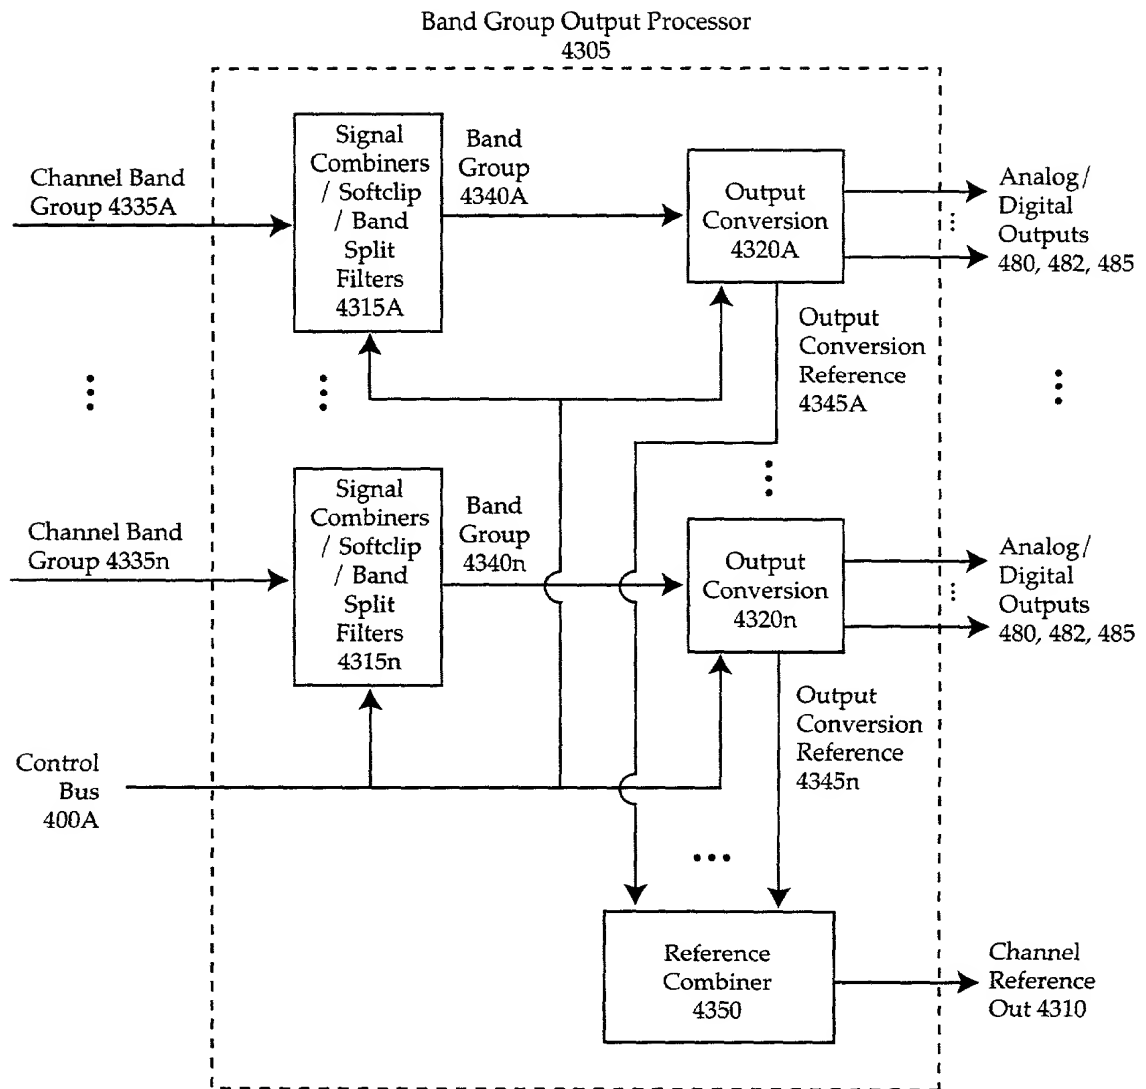 Band Group Output Processor
4305
Signal
Combiners
/ Softclip
/ Band
Split
Filters
4315A
Band
Group
4340A
Channel Band
Group 4335A
Output
Conversion
4320A
Analog/
Digital
Outputs
480, 482, 485
Output
Conversion
Reference
4345A
Signal
Combiners
/ Softclip
/ Band
Split
Filters
4315n
Band
Group
4340n
Channel Band
Group 4335n
Output
Conversion
4320n
Analog/
Digital
Outputs
480, 482, 485
Output
Conversion
Reference
4345n
Control
Bus
400A
Reference
Combiner
4350
Channel
Reference
Out 4310